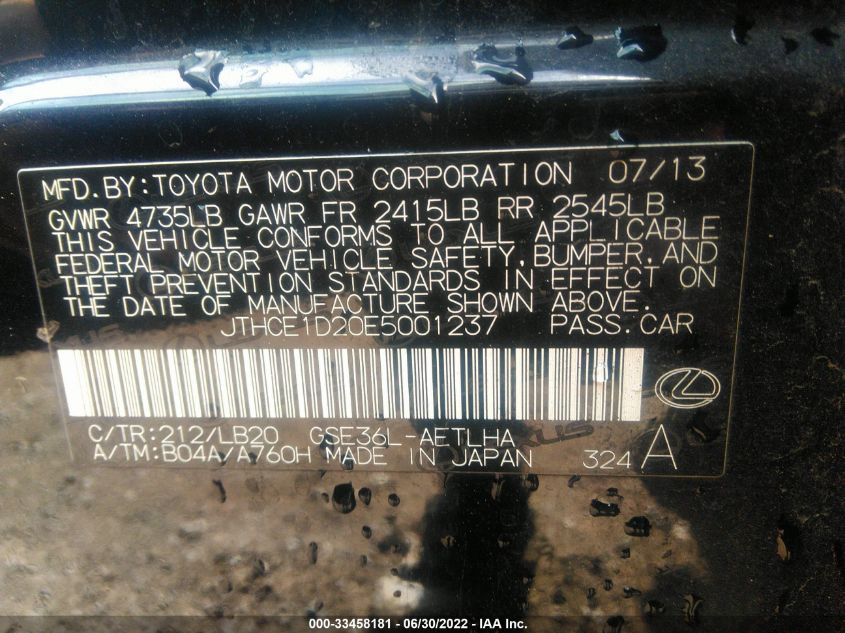 MFD.BY:TOYOTA MOTOR CORPORATION 07/13
GVWR 4735LB GAWR FR 2415LB RR 2545LB
THIS VEHICLE CONFORMS TO ALL APPLICABLE
FEDERAL MOTOR VEHICLE SAFETY,BUMPER,AND
THEFT PREVENTION STANDARDS IN EFFECT ON
THE DATE OF MANUFACTURE SHOWN ABOVE.
JTHCE1D20E5001237 PASS.CAR
C/TR:212/LB20 GSE36L-AETLHA
A/TM:B04A/A760H MADE IN JAPAN 324 A
000-33458181 - 06/30/2022 - IAA Inc.